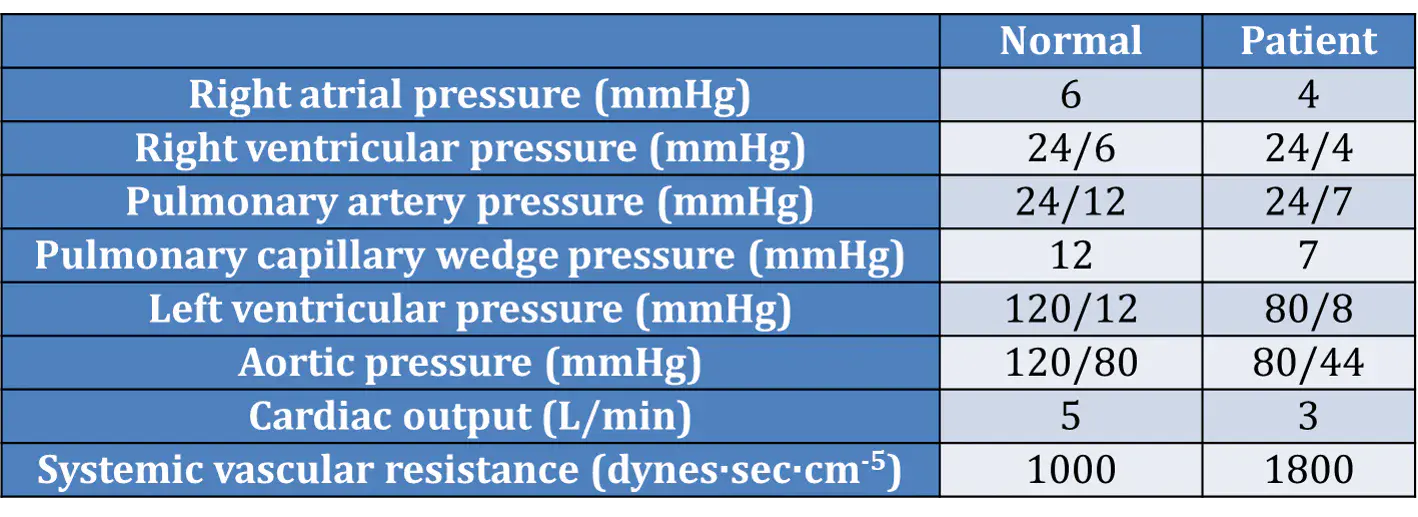 Normal Patient
Right atrial pressure (mmHg) 6 4
Right ventricular pressure (mmHg) 24/6 24/4
Pulmonary artery pressure (mmHg) 24/12 24/7
Pulmonary capillary wedge pressure (mmHg) 12 7
Left ventricular pressure (mmHg) 120/12 80/8
Aortic pressure (mmHg) 120/80 80/44
Cardiac output (L/min) 5 3
Systemic vascular resistance (dynes·sec·cm⁻⁵) 1000 1800